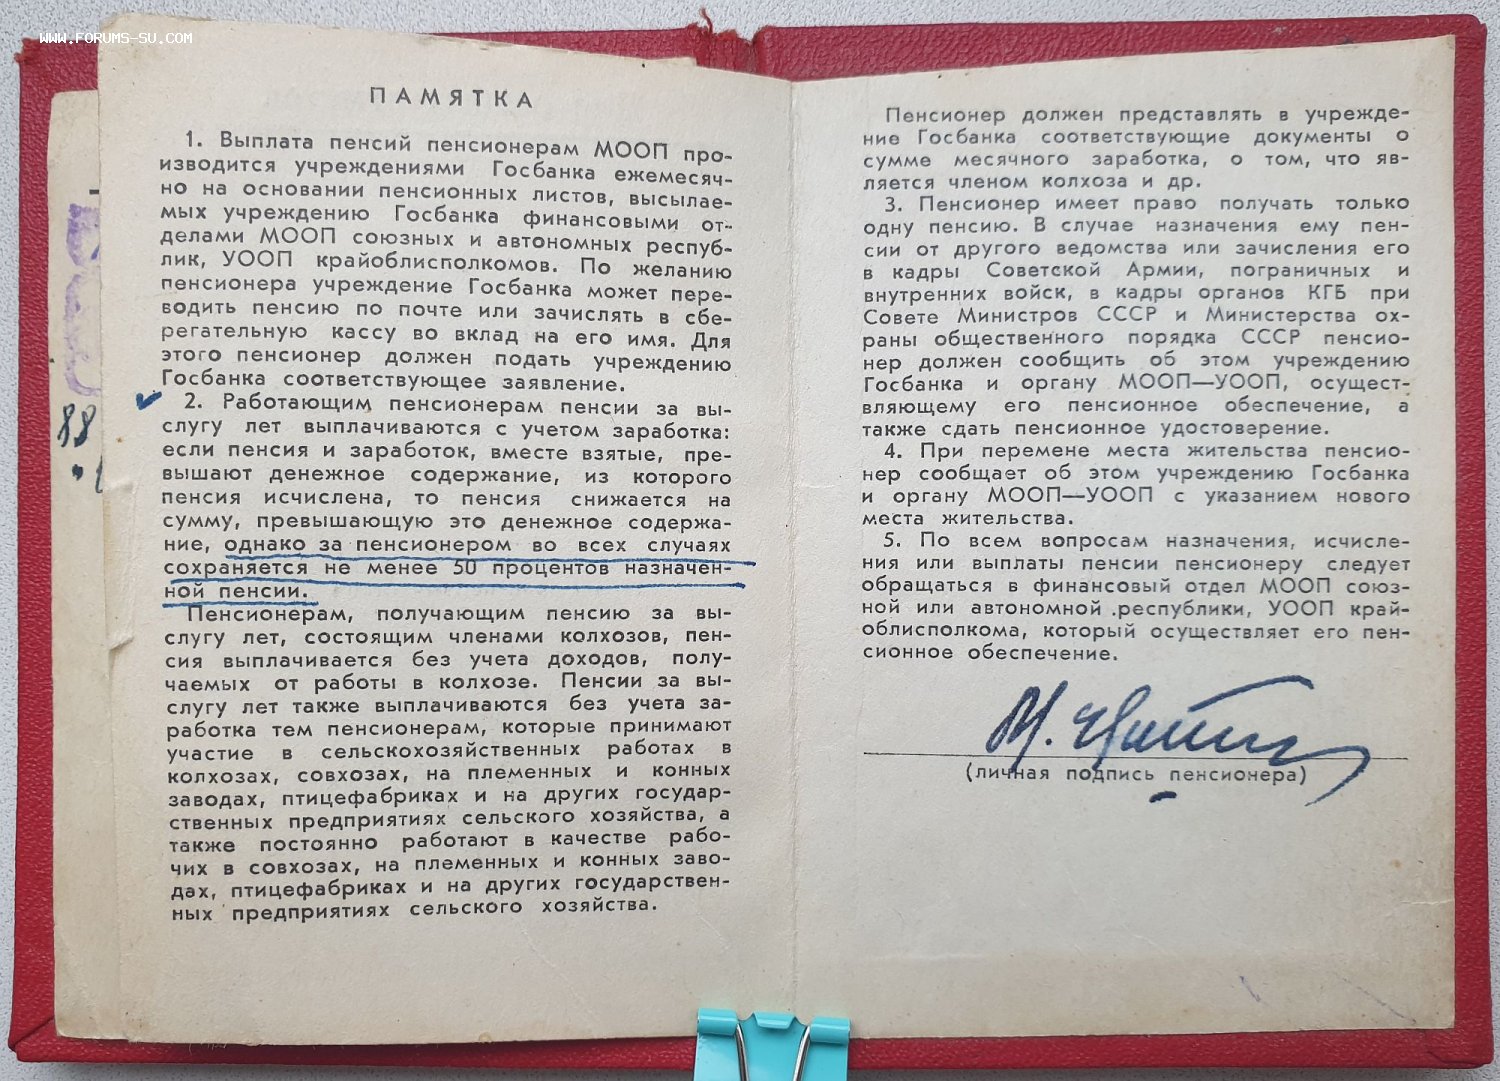 WWW.FORUMS-SU.COM
ПАМЯТКА
1. Выплата пенсий пенсионерам МООП про-
изводится учреждениями Госбанка ежемесяч-
но на основании пенсионных листов, высылае-
мых учреждению Госбанка финансовыми от-
делами МООП союзных и автономных респуб-
лик, УООП крайоблисполкомов. По желанию
пенсионера учреждение Госбанка может пере-
водить пенсию по почте или зачислять в сбе-
регательную кассу во вклад на его имя. Для
этого пенсионер должен подать учреждению
Госбанка соответствующее заявление.
2. Работающим пенсионерам пенсии за вы-
слугу лет выплачиваются с учетом заработка:
если пенсия и заработок, вместе взятые, пре-
вышают денежное содержание, из которого
пенсия исчислена, то пенсия снижается на
сумму, превышающую это денежное содержа-
ние, однако за пенсионером во всех случаях
сохраняется не менее 50 процентов назначен-
ной пенсии.
Пенсионерам, получающим пенсию за вы-
слугу лет, состоящим членами колхозов, пен-
сия выплачивается без учета доходов, полу-
чаемых от работы в колхозе. Пенсии за вы-
слугу лет также выплачиваются без учета за-
работка тем пенсионерам, которые принимают
участие в сельскохозяйственных работах в
колхозах, совхозах, на племенных и конных
заводах, птицефабриках и на других государ-
ственных предприятиях сельского хозяйства, а
также постоянно работают в качестве рабо-
чих в совхозах, на племенных и конных заво-
дах, птицефабриках и на других государствен-
ных предприятиях сельского хозяйства.
88
Пенсионер должен представлять в учрежде-
ние Госбанка соответствующие документы о
сумме месячного заработка, о том, что яв-
ляется членом колхоза и др.
3. Пенсионер имеет право получать только
одну пенсию. В случае назначения ему пен-
сии от другого ведомства или зачисления его
в кадры Советской Армии, пограничных и
внутренних войск, в кадры органов КГБ при
Совете Министров СССР и Министерства ох-
раны общественного порядка СССР пенсио-
нер должен сообщить об этом учреждению
Госбанка и органу МООП—УООП, осущест-
вляющему его пенсионное обеспечение, а
также сдать пенсионное удостоверение.
4. При перемене места жительства пенсио-
нер сообщает об этом учреждению Госбанка
и органу МООП—УООП с указанием нового
места жительства.
5. По всем вопросам назначения, исчисле-
ния или выплаты пенсии пенсионеру следует
обращаться в финансовый отдел МООП союз-
ной или автономной республики, УООП край-
облисполкома, который осуществляет его пен-
сионное обеспечение.
(личная подпись пенсионера)